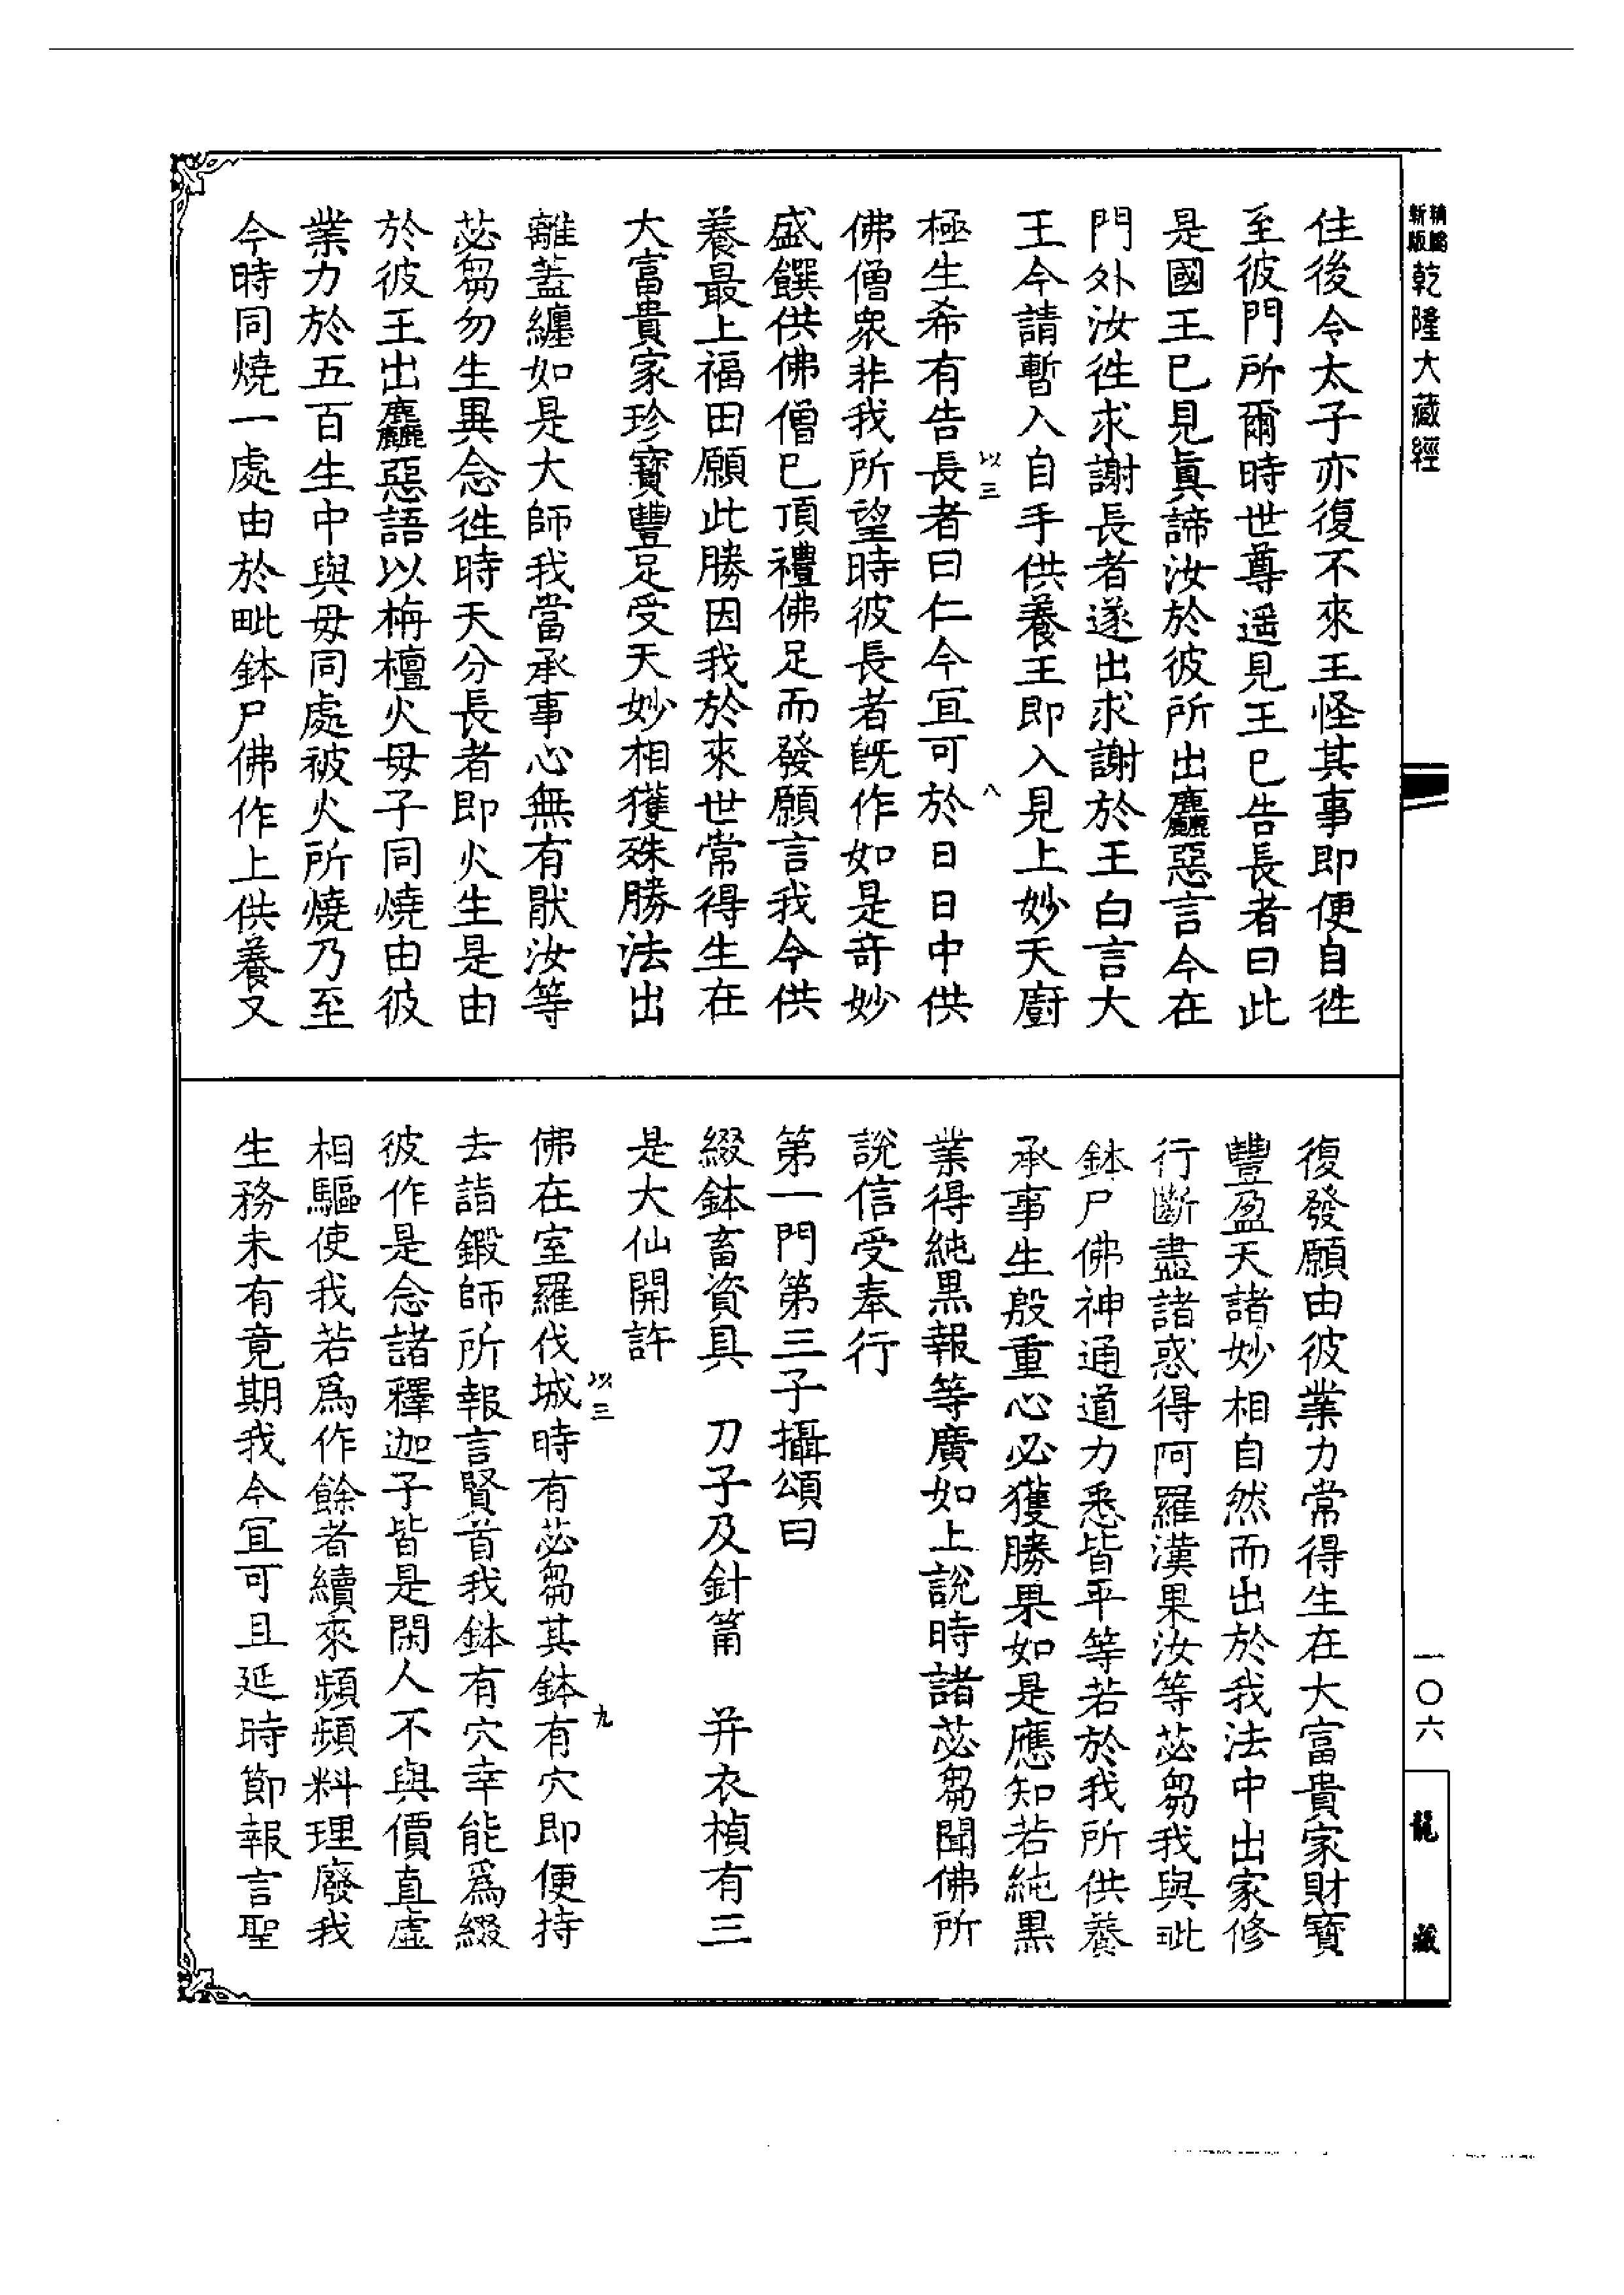 新版
精縮
乾隆大藏經
一〇六
龍藏
住後令太子亦復不來王怪其事即便自徃
至彼門所爾時世尊遥見王已告長者曰此
是國王已見真諦汝於彼所出麤惡言今在
門外汝徃求謝長者遂出求謝於王白言大
王今請暫入自手供養王即入見上妙天廚
極生希有告長者曰仁今宜可於日日中供
以三
八
佛僧衆非我所望時彼長者旣作如是奇妙
盛饌供佛僧已頂禮佛足而發願言我今供
養最上福田願此勝因我於來世常得生在
大富貴家珍寶豐足受天妙相獲殊勝法出
離蓋纏如是大師我當承事心無有猒汝等
苾芻勿生異念徃時天分長者即火生是由
於彼王出麤惡語以栴檀火母子同燒由彼
業力於五百生中與母同處被火所燒乃至
今時同燒一處由於毗鉢尸佛作上供養又
復發願由彼業力常得生在大富貴家財寶
豐盈天諸妙相自然而出於我法中出家修
行斷盡諸惑得阿羅漢果汝等苾芻我與毗
鉢尸佛神通道力悉皆平等若於我所供養
承事生殷重心必獲勝果如是應知若純黒
業得純黒報等廣如上說時諸苾芻聞佛所
說信受奉行
第一門第三子攝頌曰
綴鉢畜資具 刀子及針筩 并衣楨有三
是大仙開許
佛在室羅伐城時有苾芻其鉢有穴即便持
以三
九
去詣鍛師所報言賢首我鉢有穴幸能爲綴
彼作是念諸釋迦子皆是閑人不與價直虛
相驅使我若爲作餘者續來頻頻料理廢我
生務未有竟期我今宜可且延時節報言聖